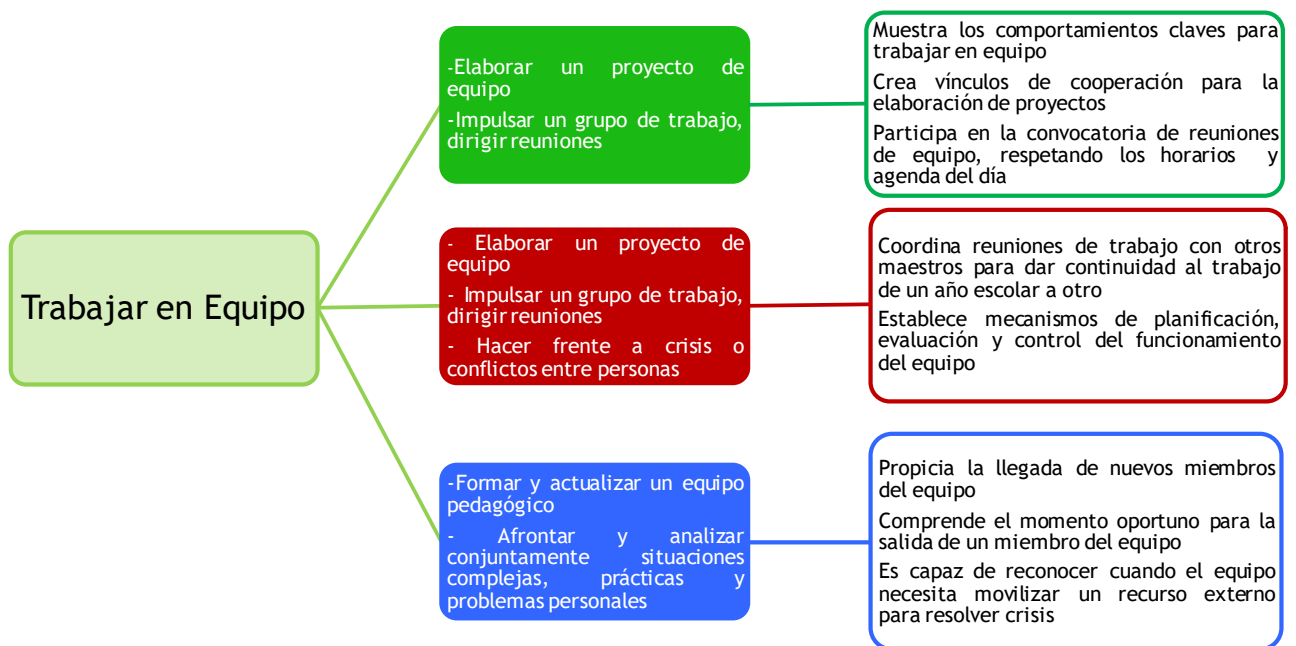 Trabajar en Equipo
-Elaborar un proyecto de
equipo
-Impulsar un grupo de trabajo,
dirigir reuniones
Muestra los comportamientos claves para
trabajar en equipo
Crea vínculos de cooperación para la
elaboración de proyectos
Participa en la convocatoria de reuniones
de equipo, respetando los horarios y
agenda del día
- Elaborar un proyecto de
equipo
- Impulsar un grupo de trabajo,
dirigir reuniones
- Hacer frente a crisis o
conflictos entre personas
Coordina reuniones de trabajo con otros
maestros para dar continuidad al trabajo
de un año escolar a otro
Establece mecanismos de planificación,
evaluación y control del funcionamiento
del equipo
-Formar y actualizar un equipo
pedagógico
- Afrontar y analizar
conjuntamente situaciones
complejas, prácticas y
problemas personales
Propicia la llegada de nuevos miembros
del equipo
Comprende el momento oportuno para la
salida de un miembro del equipo
Es capaz de reconocer cuando el equipo
necesita movilizar un recurso externo
para resolver crisis